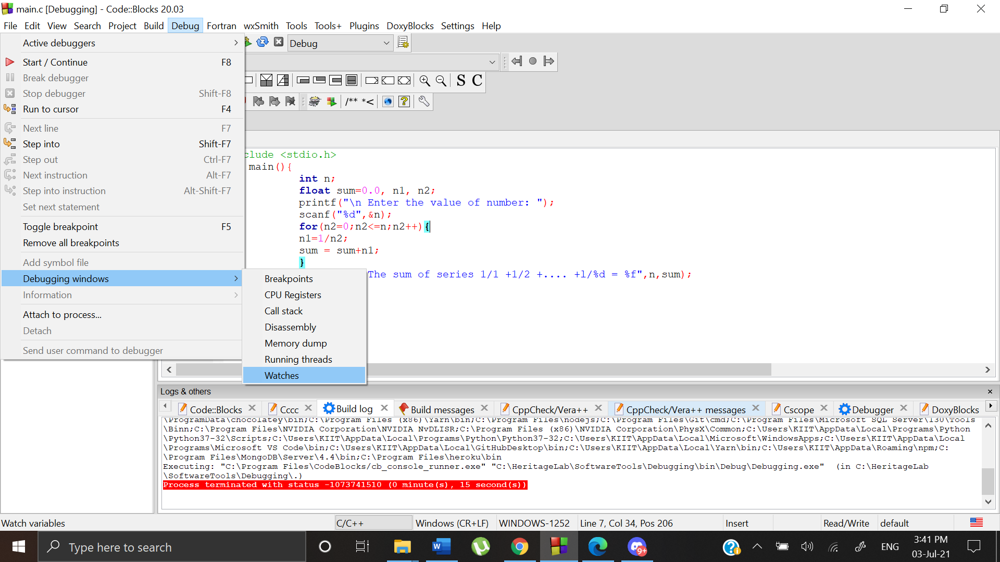 main.c [Debugging] - Code::Blocks 20.03
File Edit View Search Project Build Debug Fortran wxSmith Tools Tools+ Plugins DoxyBlocks Settings Help
Active debuggers
Start / Continue F8
Break debugger
Stop debugger Shift-F8
Run to cursor F4
Next line F7
Step into Shift-F7
Step out Ctrl-F7
Next instruction Alt-F7
Step into instruction Alt-Shift-F7
Set next statement
Toggle breakpoint F5
Remove all breakpoints
Add symbol file
Debugging windows
Information
Attach to process...
Detach
Send user command to debugger
Breakpoints
CPU Registers
Call stack
Disassembly
Memory dump
Running threads
Watches
Debug
S C
/** *<
clude <stdio.h>
main(){
int n;
float sum=0.0, n1, n2;
printf("\n Enter the value of number: ");
scanf("%d",&n);
for(n2=0;n2<=n;n2++){
n1=1/n2;
sum = sum+n1;
}
The sum of series 1/1 +1/2 +.... +1/%d = %f",n,sum);
Logs & others
Code::Blocks Cccc Build log Build messages CppCheck/Vera++ CppCheck/Vera++ messages Cscope Debugger DoxyBlocks
\ProgramData\chocolatey\bin;C:\Program Files (x86)\Yarn\bin;C:\Program Files\nodejs;C:\Program Files\Git\cmd;C:\Program Files\Microsoft SQL Server\130\Tools
\Binn;C:\Program Files\NVIDIA Corporation\NVIDIA NvDLISR;C:\Program Files (x86)\NVIDIA Corporation\PhysX\Common;C:\Users\KIIT\AppData\Local\Programs\Python
\Python37-32\Scripts;C:\Users\KIIT\AppData\Local\Programs\Python\Python37-32;C:\Users\KIIT\AppData\Local\Microsoft\WindowsApps;C:\Users\KIIT\AppData\Local
\Programs\Microsoft VS Code\bin;C:\Users\KIIT\AppData\Local\GitHubDesktop\bin;C:\Users\KIIT\AppData\Local\Yarn\bin;C:\Users\KIIT\AppData\Roaming\npm;C:
\Program Files\MongoDB\Server\4.4\bin;C:\Program Files\heroku\bin
Executing: "C:\Program Files\CodeBlocks/cb_console_runner.exe" "C:\HeritageLab\SoftwareTools\Debugging\bin\Debug\Debugging.exe" (in C:\HeritageLab
\SoftwareTools\Debugging\.)
Process terminated with status -1073741510 (0 minute(s), 15 second(s))
Watch variables C/C++ Windows (CR+LF) WINDOWS-1252 Line 7, Col 34, Pos 206 Insert Read/Write default
Type here to search
9+
ENG
3:41 PM
03-Jul-21